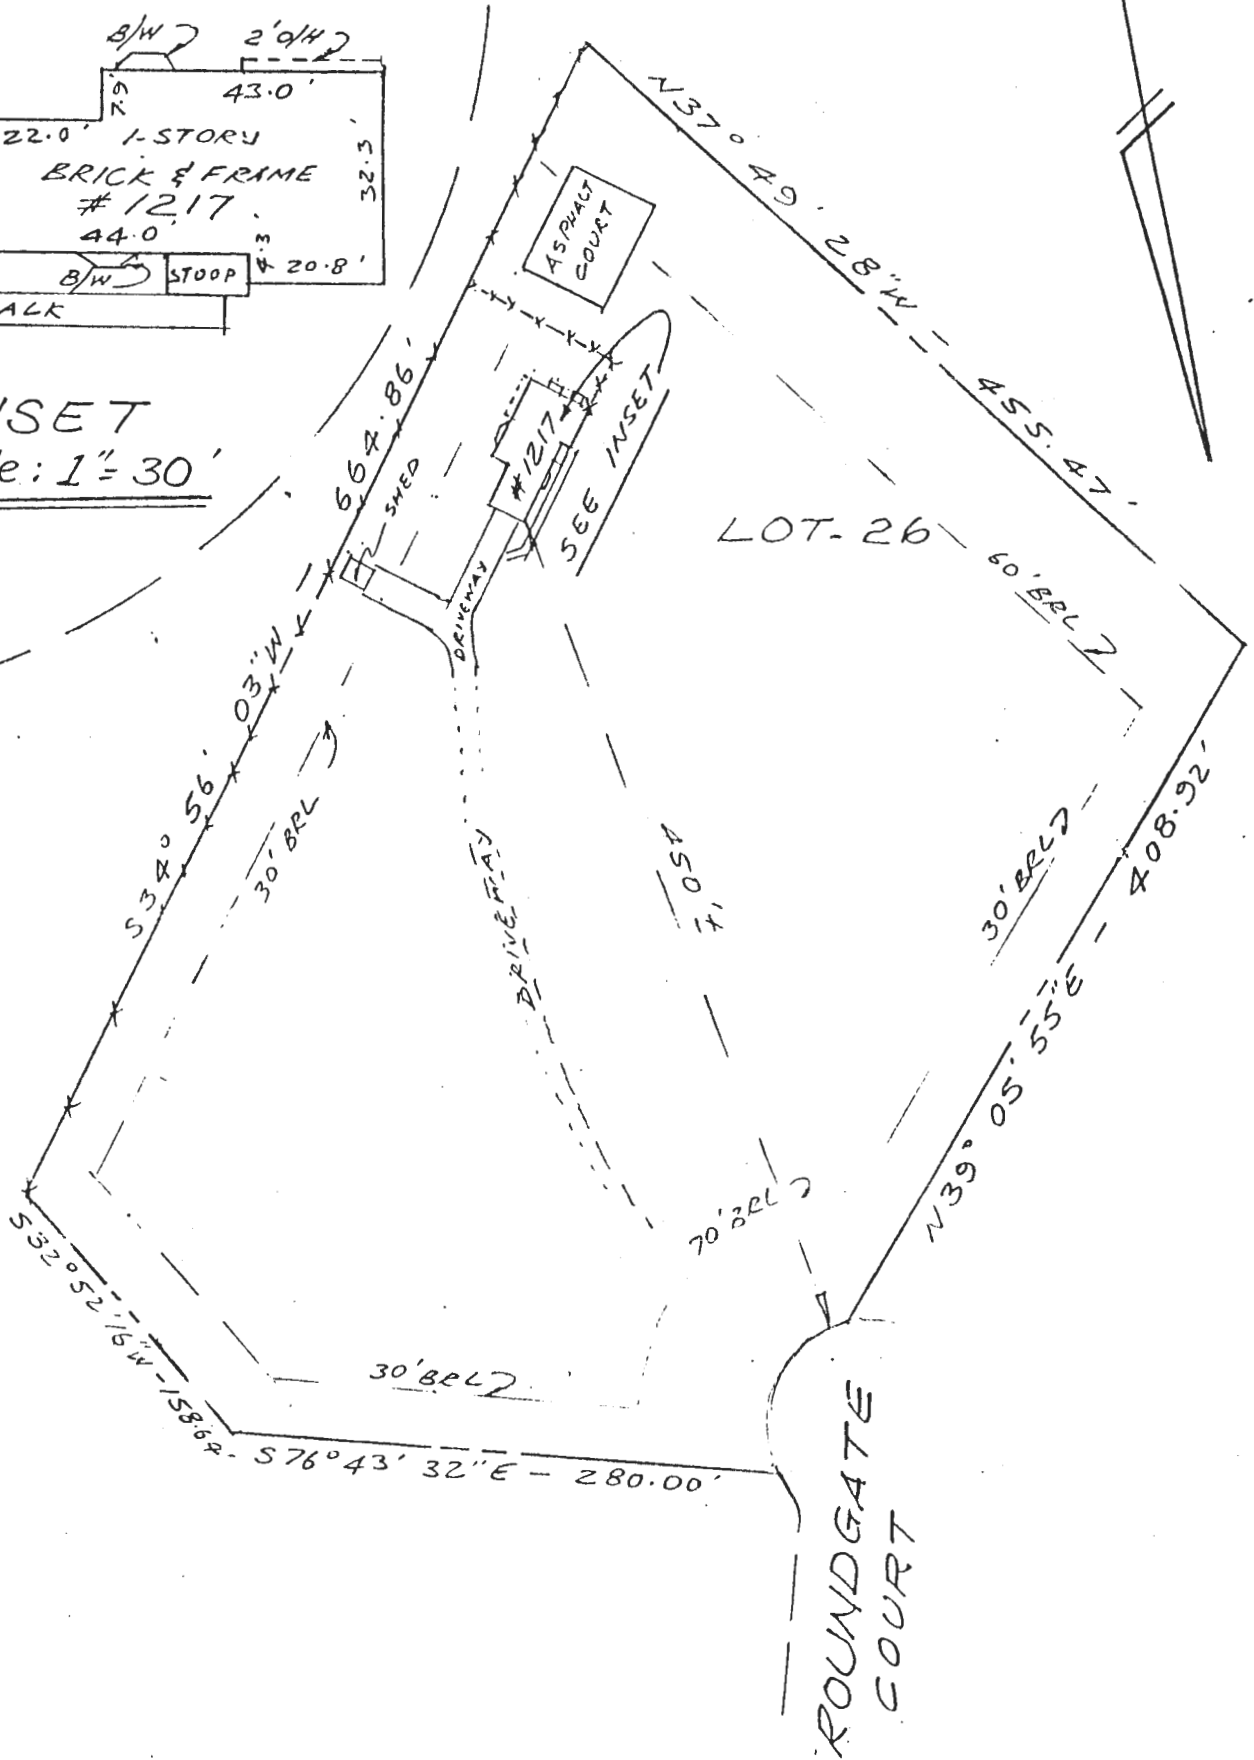 B/W
2' O/H
7.9'
43.0'
22.0'
1-STORY
BRICK & FRAME
# 1217
32.3'
44.0'
4.3'
20.8'
B/W
STOOP
ALK
NSET
e: 1" = 30'
N37° 49' 28" W - 455.47'
ASPHALT
COURT
664.86'
SHED
#1217
SEE INSET
LOT-26
DRIVEWAY
60' BRL
S34° 56' 03" W
30' BRL
DRIVEWAY
450'±
30' BRL
N39° 05' 55" E - 408.92'
70' BRL
S32° 52' 16" W - 158.64
30' BRL
S76° 43' 32" E - 280.00'
ROUNDGATE
COURT